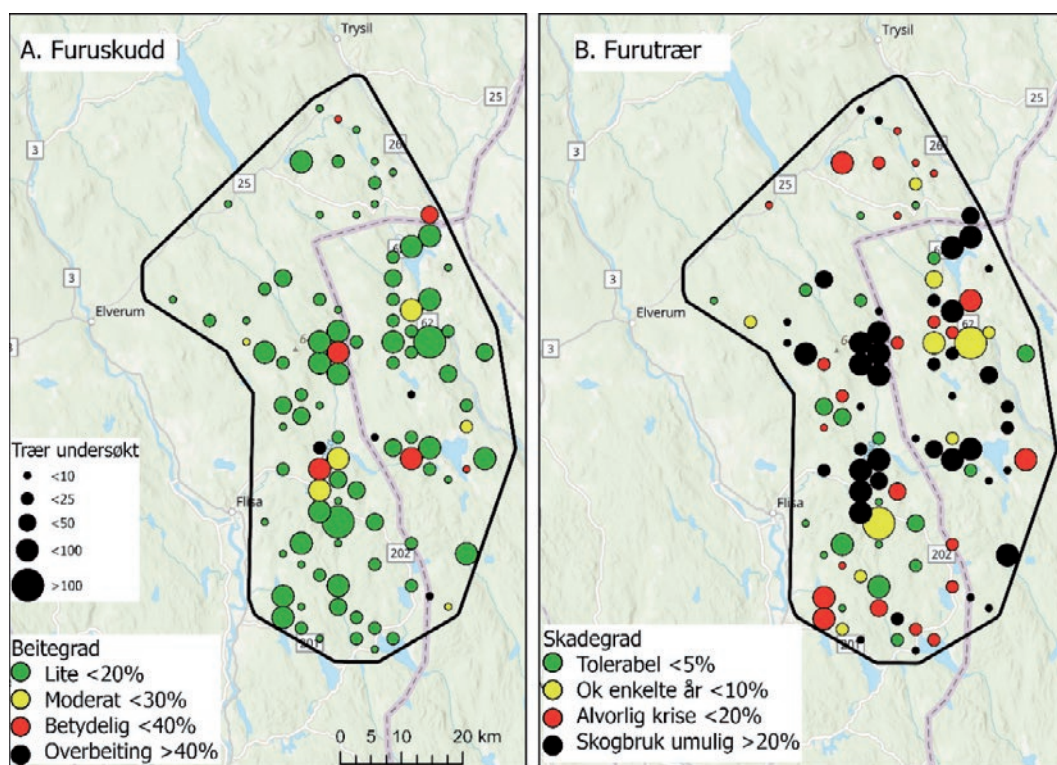 A. Furuskudd
Trysil
25
3
26
25
3
Elverum
3
62
Trær undersøkt
<10
<25
<50
<100
>100
Flisa
202
Beitegrad
Lite <20%
Moderat <30%
Betydelig <40%
Overbeiting >40%
0 5 10 20 km
B. Furutrær
Trysil
25
3
26
25
3
Elverum
3
62
Flisa
202
Skadegrad
Tolerabel <5%
Ok enkelte år <10%
Alvorlig krise <20%
Skogbruk umulig >20%